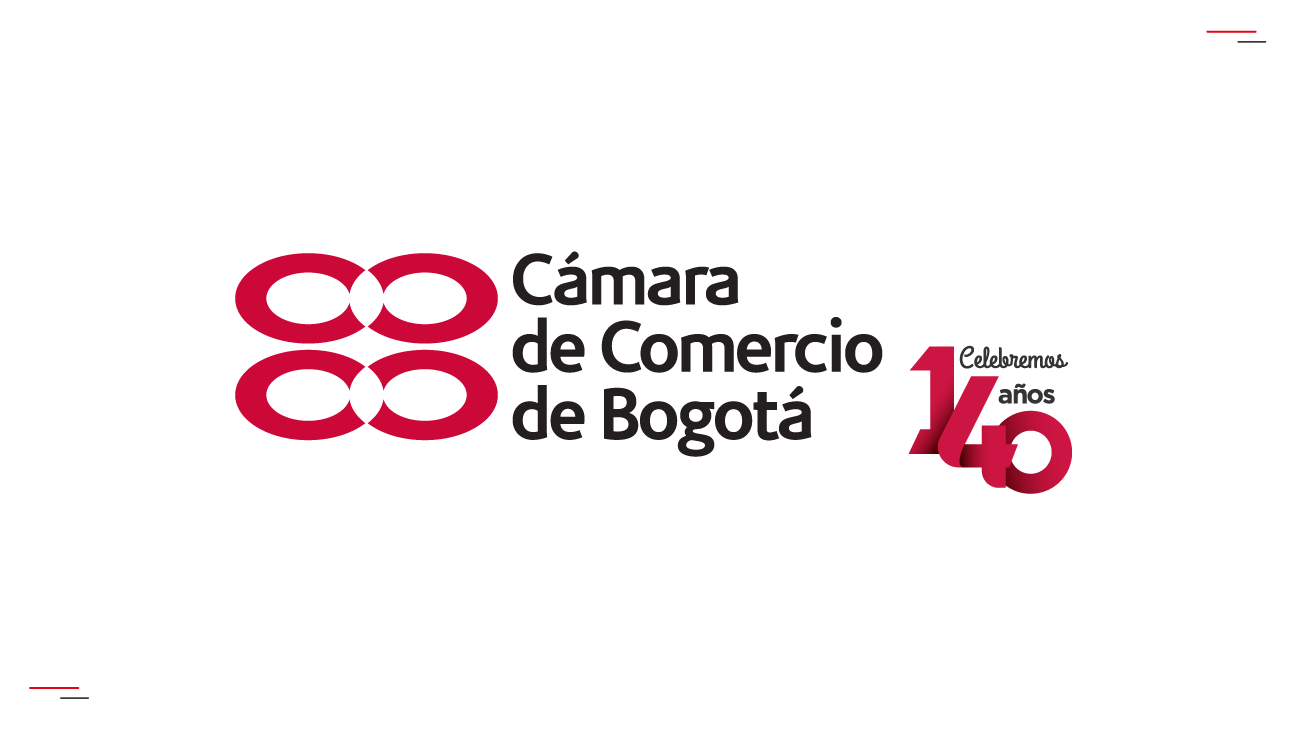 Cámara
de Comercio
de Bogotá
Celebremos
140
años